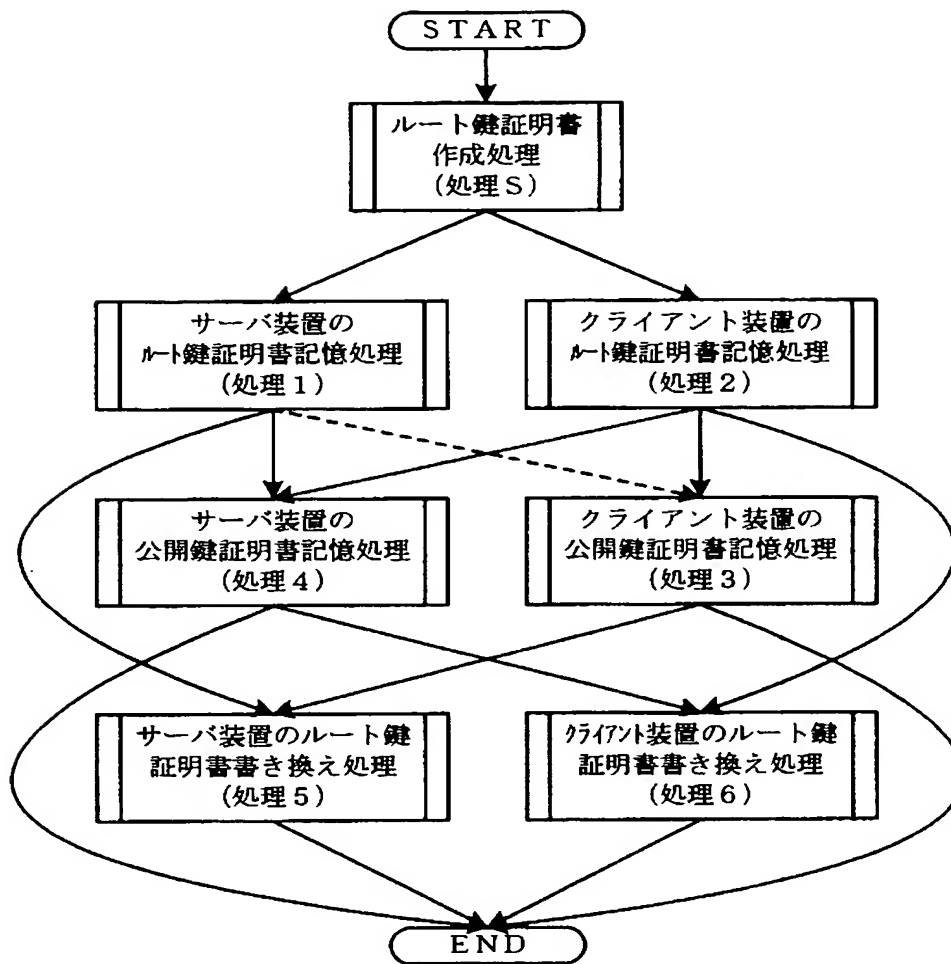 START
ルート鍵証明書
作成処理
(処理S)
サーバ装置の
ルート鍵証明書記憶処理
(処理1)
クライアント装置の
ルート鍵証明書記憶処理
(処理2)
サーバ装置の
公開鍵証明書記憶処理
(処理4)
クライアント装置の
公開鍵証明書記憶処理
(処理3)
サーバ装置のルート鍵
証明書書き換え処理
(処理5)
クライアント装置のルート鍵
証明書書き換え処理
(処理6)
END